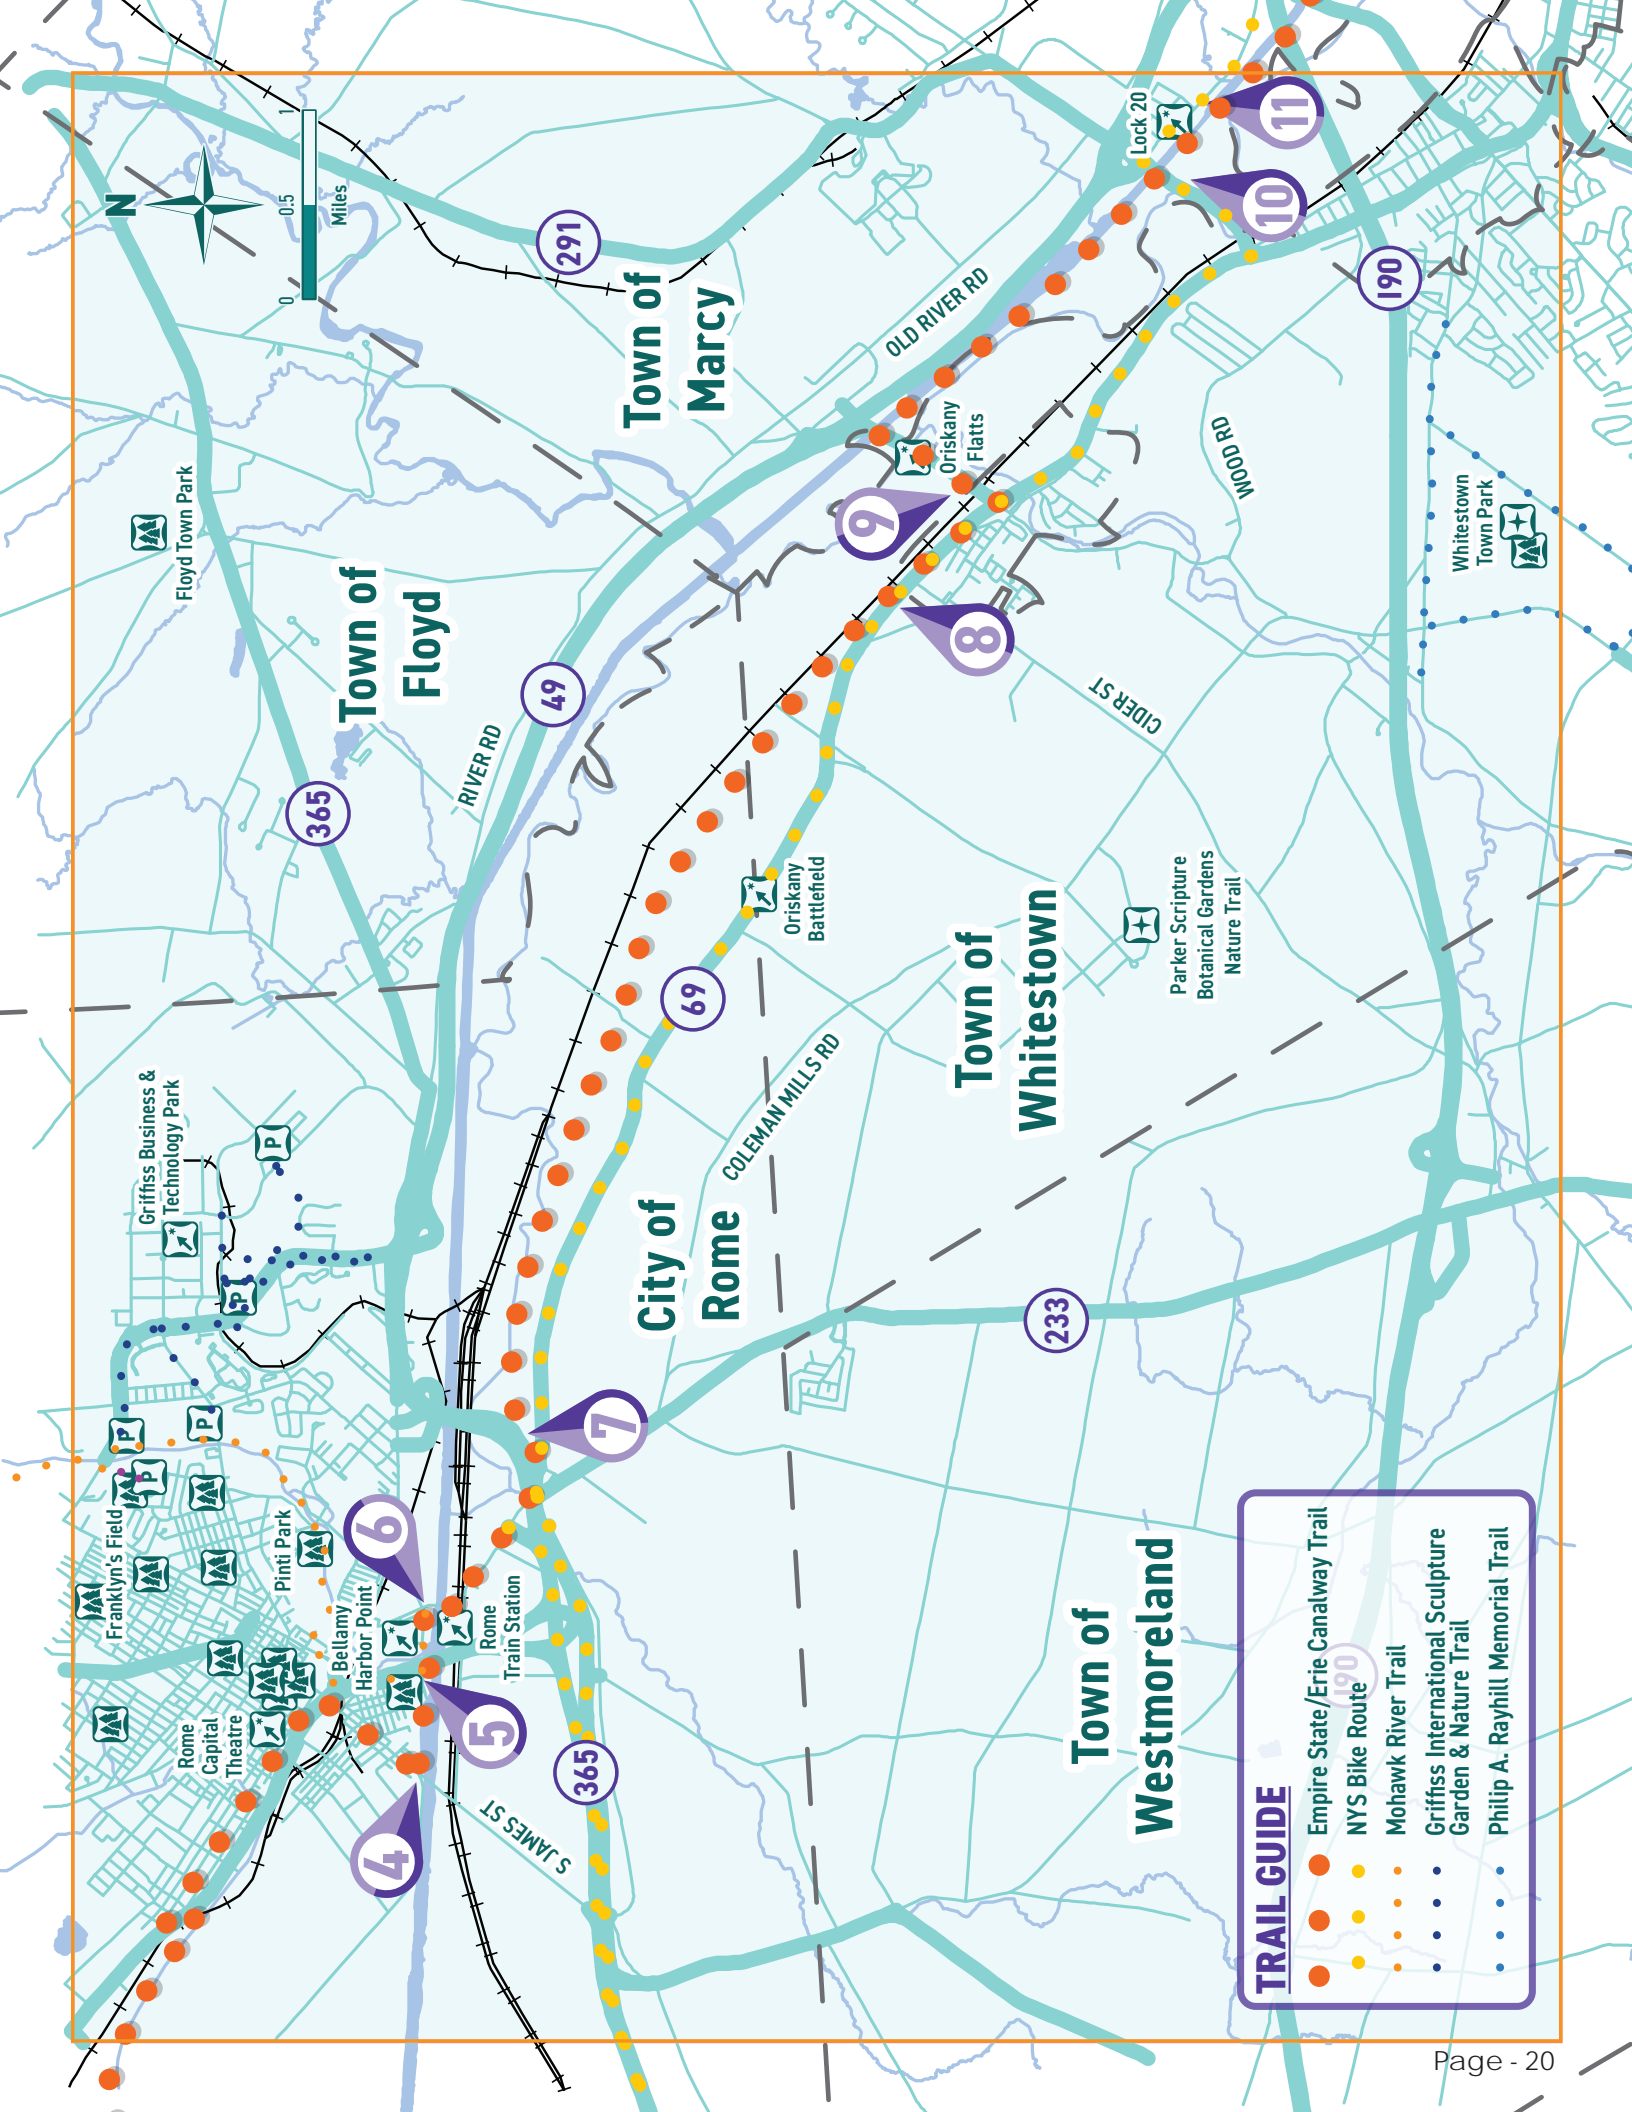 N
0
0.5
1
Miles
291
Town of
Marcy
Lock 20
11
10
OLD RIVER RD
I90
Floyd Town Park
Town of
Floyd
365
49
RIVER RD
Oriskany
Flatts
9
8
WOOD RD
CIDER ST
Whitestown
Town Park
Oriskany
Battlefield
69
Parker Scripture
Botanical Gardens
Nature Trail
Town of
Whitestown
COLEMAN MILLS RD
Griffiss Business &
Technology Park
P
P
P
P
P
City of
Rome
233
7
6
Franklyn's Field
Pinti Park
Bellamy
Harbor Point
Rome
Train Station
Rome
Capital
Theatre
5
4
365
S JAMES ST
Town of
Westmoreland
I90
TRAIL GUIDE
Empire State/Erie Canalway Trail
NYS Bike Route
Mohawk River Trail
Griffiss International Sculpture
Garden & Nature Trail
Philip A. Rayhill Memorial Trail
Page - 20